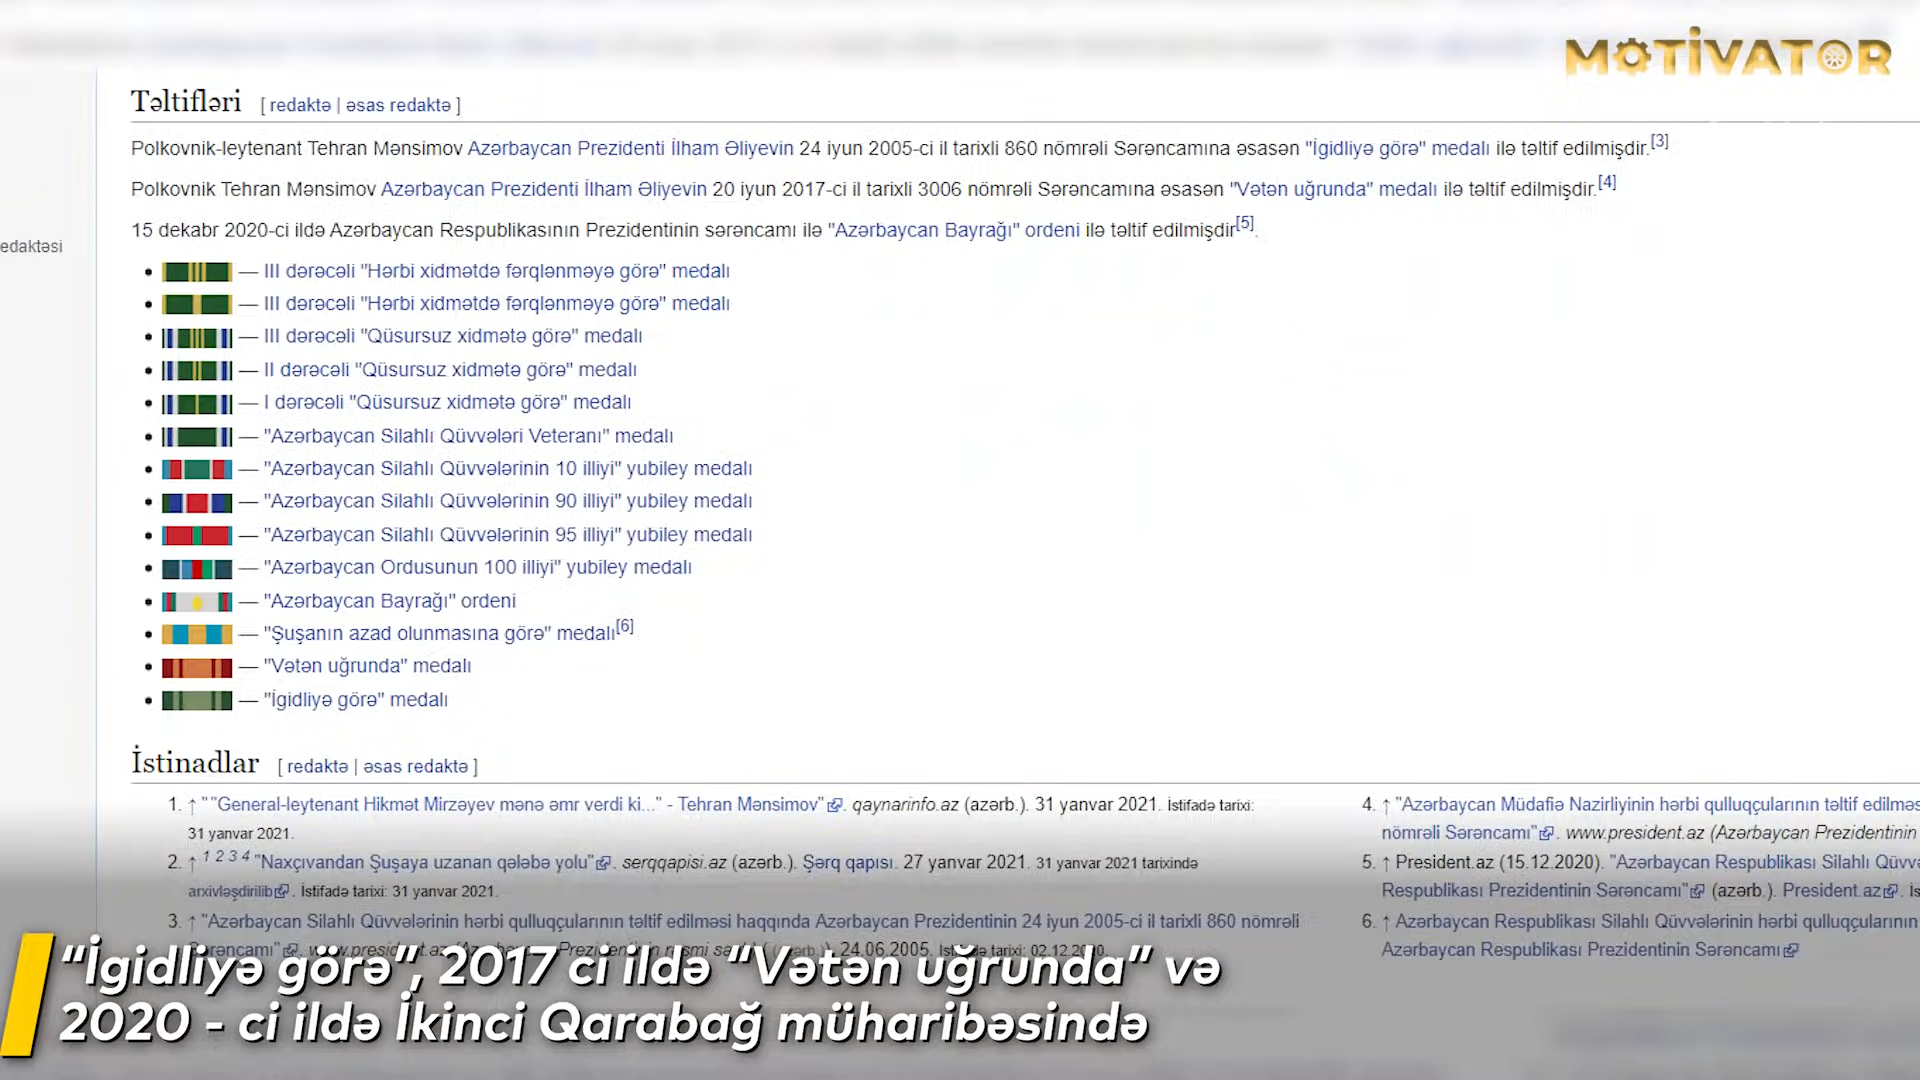 MOTİVATOR
Təltifləri [ redaktə | əsas redaktə ]
Polkovnik-leytenant Tehran Mənsimov Azərbaycan Prezidenti İlham Əliyevin 24 iyun 2005-ci il tarixli 860 nömrəli Sərəncamına əsasən "İgidliyə görə" medalı ilə təltif edilmişdir.[3]
Polkovnik Tehran Mənsimov Azərbaycan Prezidenti İlham Əliyevin 20 iyun 2017-ci il tarixli 3006 nömrəli Sərəncamına əsasən "Vətən uğrunda" medalı ilə təltif edilmişdir.[4]
15 dekabr 2020-ci ildə Azərbaycan Respublikasının Prezidentinin sərəncamı ilə "Azərbaycan Bayrağı" ordeni ilə təltif edilmişdir[5].
edaktəsi
— III dərəcəli "Hərbi xidmətdə fərqlənməyə görə" medalı
— III dərəcəli "Hərbi xidmətdə fərqlənməyə görə" medalı
— III dərəcəli "Qüsursuz xidmətə görə" medalı
— II dərəcəli "Qüsursuz xidmətə görə" medalı
— I dərəcəli "Qüsursuz xidmətə görə" medalı
— "Azərbaycan Silahlı Qüvvələri Veteranı" medalı
— "Azərbaycan Silahlı Qüvvələrinin 10 illiyi" yubiley medalı
— "Azərbaycan Silahlı Qüvvələrinin 90 illiyi" yubiley medalı
— "Azərbaycan Silahlı Qüvvələrinin 95 illiyi" yubiley medalı
— "Azərbaycan Ordusunun 100 illiyi" yubiley medalı
— "Azərbaycan Bayrağı" ordeni
— "Şuşanın azad olunmasına görə" medalı[6]
— "Vətən uğrunda" medalı
— "İgidliyə görə" medalı
İstinadlar [ redaktə | əsas redaktə ]
1. ↑ " "General-leytenant Hikmət Mirzəyev mənə əmr verdi ki..." - Tehran Mənsimov". qaynarinfo.az (azərb.). 31 yanvar 2021. İstifadə tarixi:
31 yanvar 2021.
2. ↑ 1 2 3 4 "Naxçıvandan Şuşaya uzanan qələbə yolu". serqqapisi.az (azərb.). Şərq qapısı. 27 yanvar 2021. 31 yanvar 2021 tarixində
arxivləşdirilib. İstifadə tarixi: 31 yanvar 2021.
3. ↑ "Azərbaycan Silahlı Qüvvələrinin hərbi qulluqçularının təltif edilməsi haqqında Azərbaycan Prezidentinin 24 iyun 2005-ci il tarixli 860 nömrəli
24.06.2005. tarixi: 02.12.2020.
4. ↑ "Azərbaycan Müdafiə Nazirliyinin hərbi qulluqçularının təltif edilməs
nömrəli Sərəncamı". www.president.az (Azərbaycan Prezidentinin
5. ↑ President.az (15.12.2020). "Azərbaycan Respublikası Silahlı Qüvvə
Respublikası Prezidentinin Sərəncamı" (azərb.). President.az. İs
6. ↑ Azərbaycan Respublikası Silahlı Qüvvələrinin hərbi qulluqçularının
Azərbaycan Respublikası Prezidentinin Sərəncamı
“İgidliyə görə”, 2017 ci ildə “Vətən uğrunda” və
2020 - ci ildə İkinci Qarabağ müharibəsində